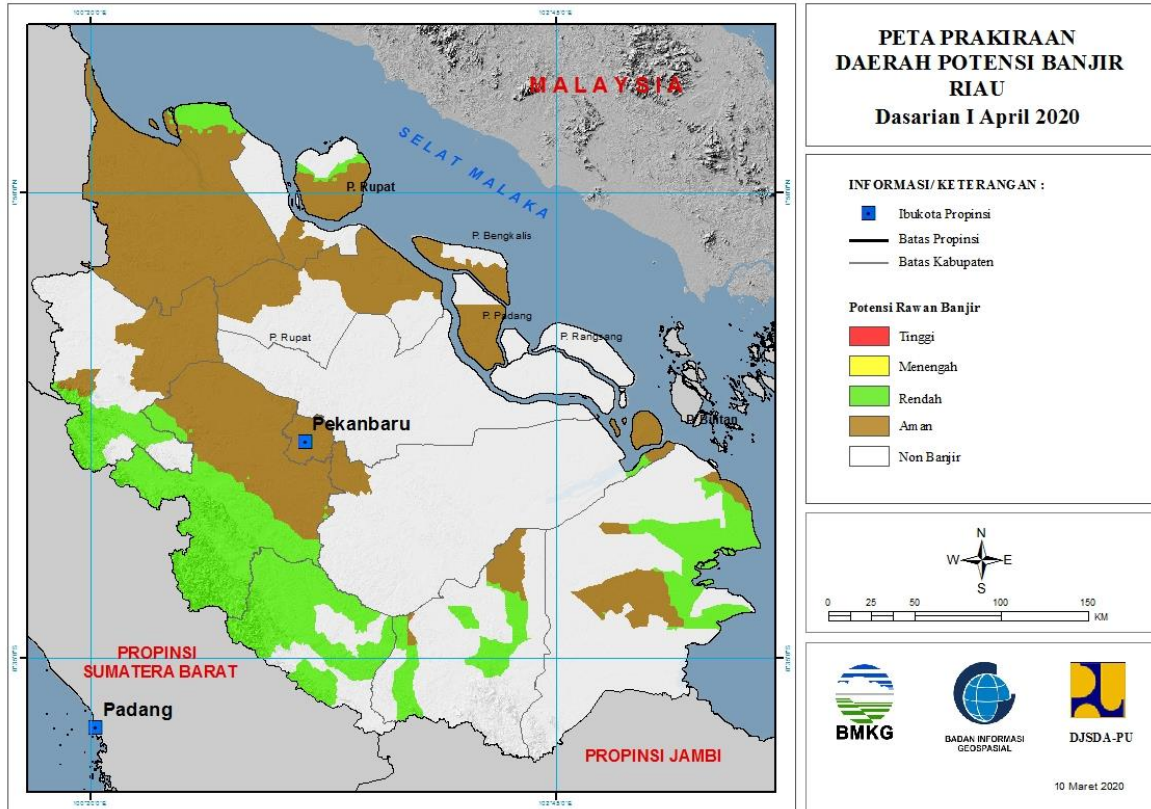 PETA PRAKIRAAN
DAERAH POTENSI BANJIR
RIAU
Dasarian I April 2020
INFORMASI/ KETERANGAN :
Ibukota Propinsi
Batas Propinsi
Batas Kabupaten
Potensi Rawan Banjir
Tinggi
Menengah
Rendah
Aman
Non Banjir
N
W E
S
0 25 50 100 150
KM
BMKG
BADAN INFORMASI
GEOSPASIAL
DJSDA-PU
10 Maret 2020
MALAYSIA
SELAT MALAKA
P. Rupat
P. Bengkalis
P. Padang
P. Rangsang
P. Rupat
Pekanbaru
PROPINSI
SUMATERA BARAT
Padang
PROPINSI JAMBI